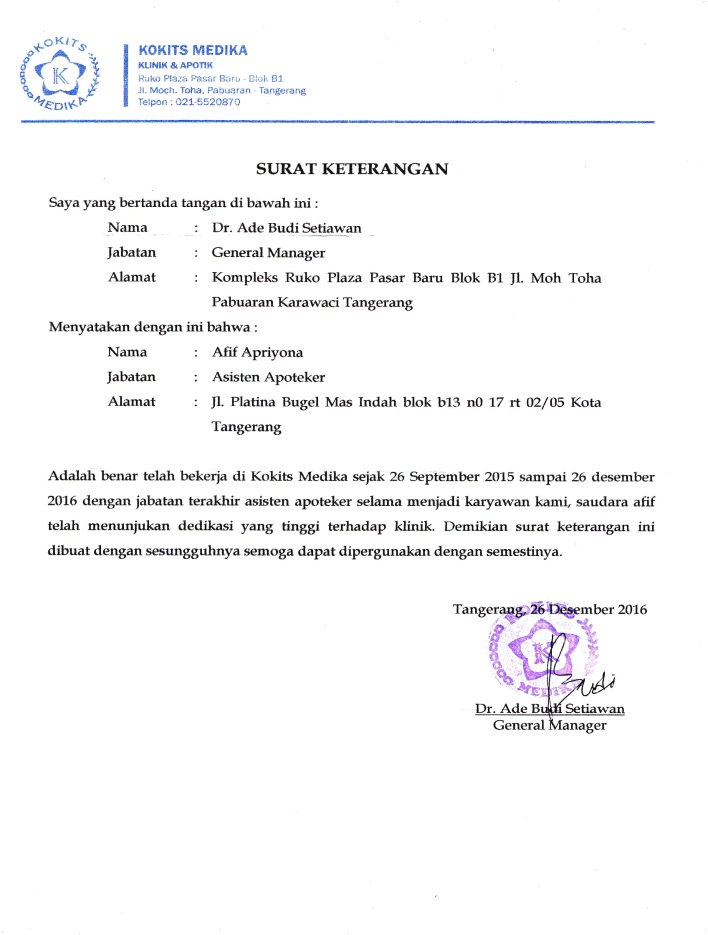 KOKITS
K
MEDIKA
KOKITS MEDIKA
KLINIK & APOTIK
Ruko Plaza Pasar Baru - Blok B1
Jl. Moch. Toha, Pabuaran - Tangerang
Telpon : 021-5520870
SURAT KETERANGAN
Saya yang bertanda tangan di bawah ini :
Nama : Dr. Ade Budi Setiawan
Jabatan : General Manager
Alamat : Kompleks Ruko Plaza Pasar Baru Blok B1 Jl. Moh Toha
Pabuaran Karawaci Tangerang
Menyatakan dengan ini bahwa :
Nama : Afif Apriyona
Jabatan : Asisten Apoteker
Alamat : Jl. Platina Bugel Mas Indah blok b13 n0 17 rt 02/05 Kota
Tangerang
Adalah benar telah bekerja di Kokits Medika sejak 26 September 2015 sampai 26 desember
2016 dengan jabatan terakhir asisten apoteker selama menjadi karyawan kami, saudara afif
telah menunjukan dedikasi yang tinggi terhadap klinik. Demikian surat keterangan ini
dibuat dengan sesungguhnya semoga dapat dipergunakan dengan semestinya.
Tangerang, 26 Desember 2016
KOKITS
K
MEDIKA
Budi
Dr. Ade Budi Setiawan
General Manager